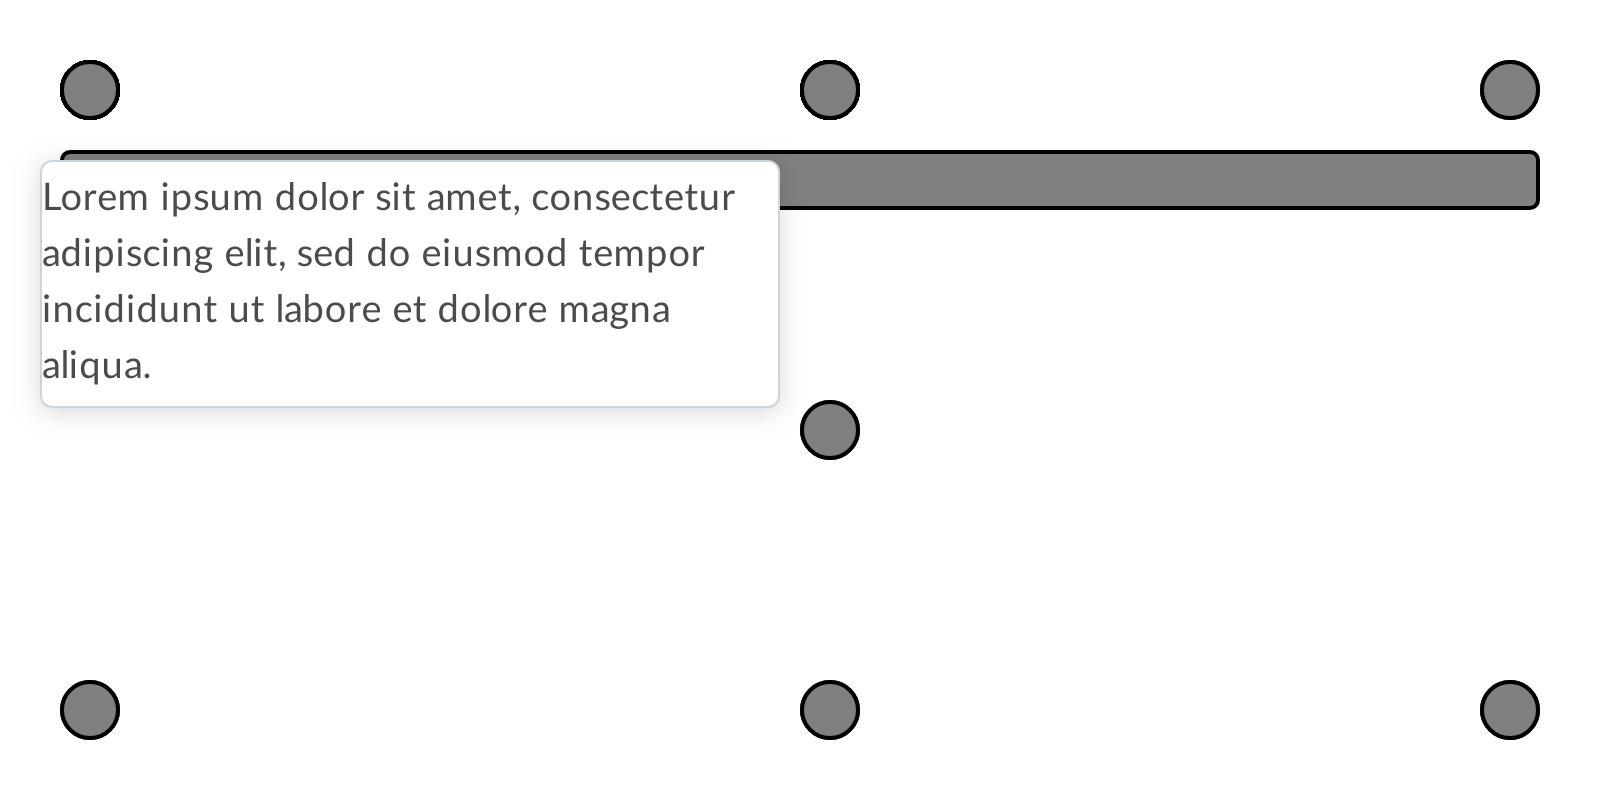 Lorem ipsum dolor sit amet, consectetur
adipiscing elit, sed do eiusmod tempor
incididunt ut labore et dolore magna
aliqua.